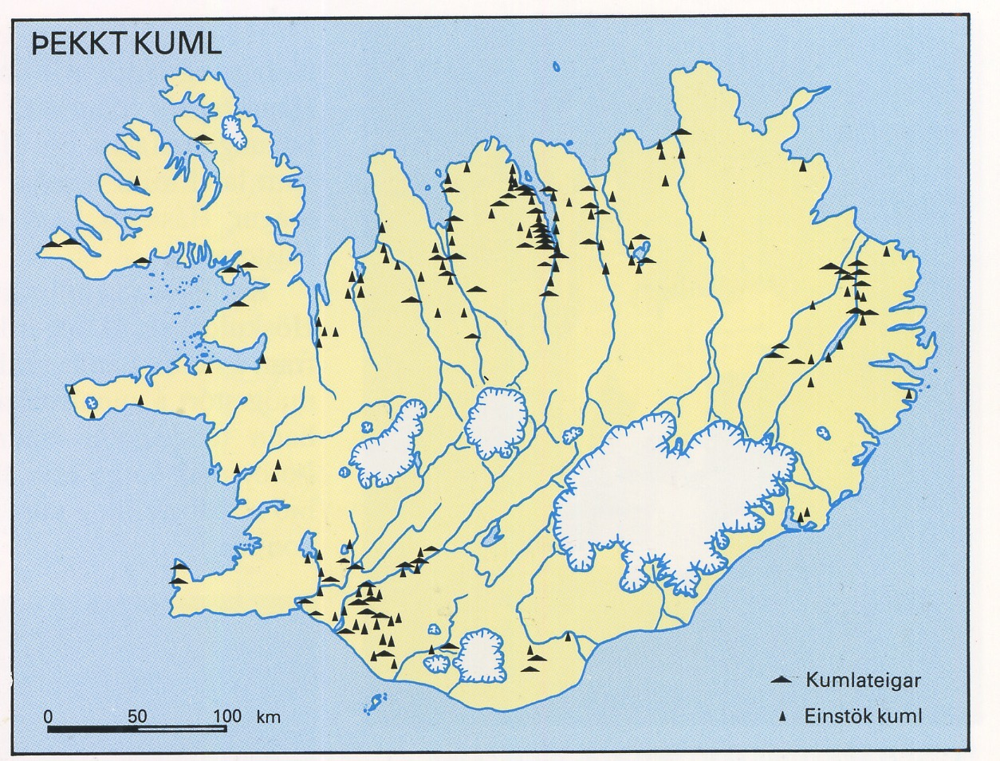 ÞEKKT KUML
Kumlateigar
Einstök kuml
0 50 100 km